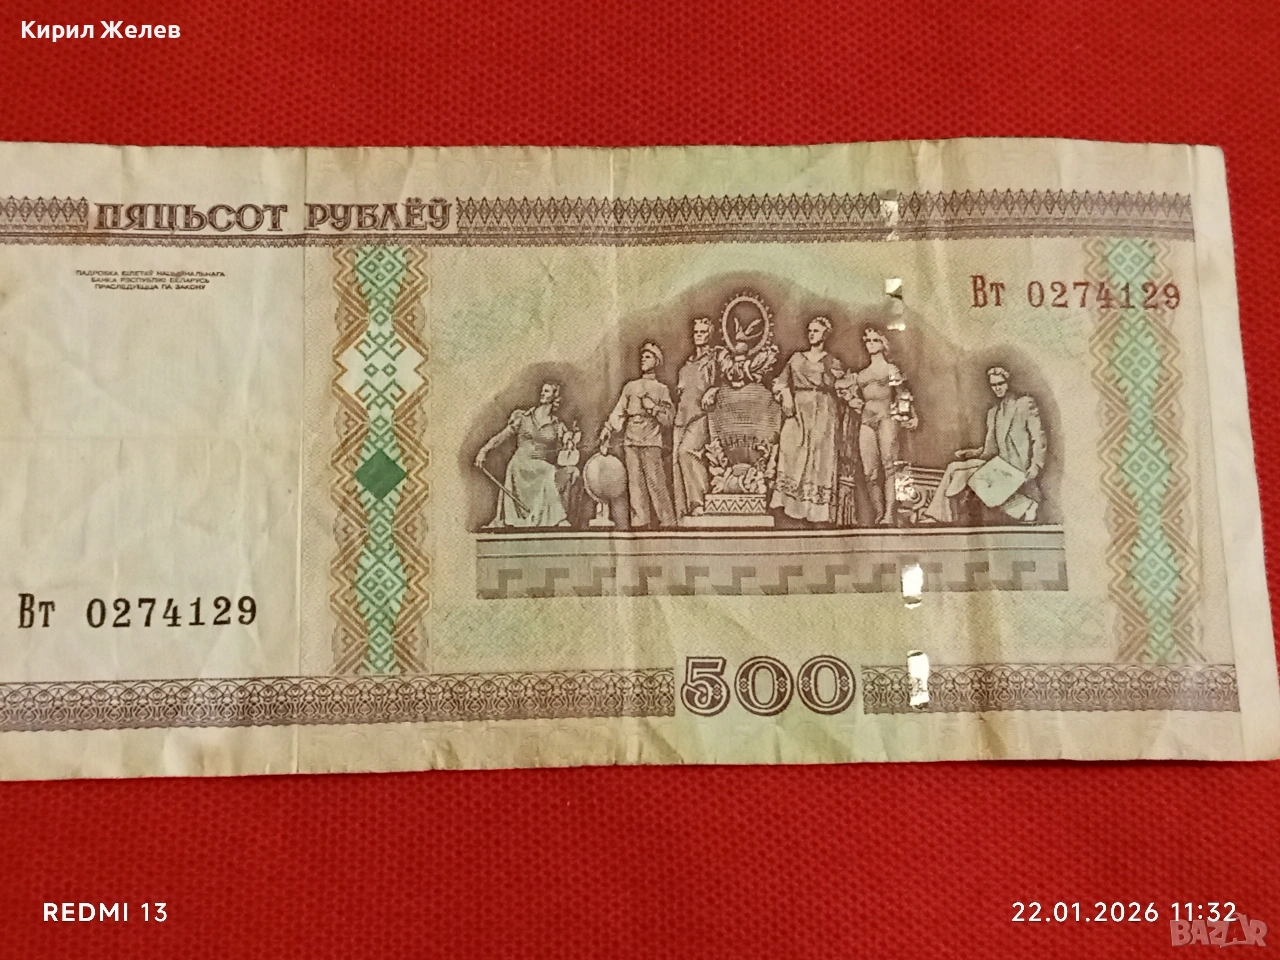 Кирил Желев
ПЯЦЬСОТ РУБЛЁЎ
ПАДРОБКА БІЛЕТАЎ НАЦЫЯНАЛЬНАГА
БАНКА РЭСПУБЛІКІ БЕЛАРУСЬ
ПРАСЛЕДУЕЦЦА ПА ЗАКОНУ
Вт 0274129
Вт 0274129
500
REDMI 13
22.01.2026 11:32
BAZAR